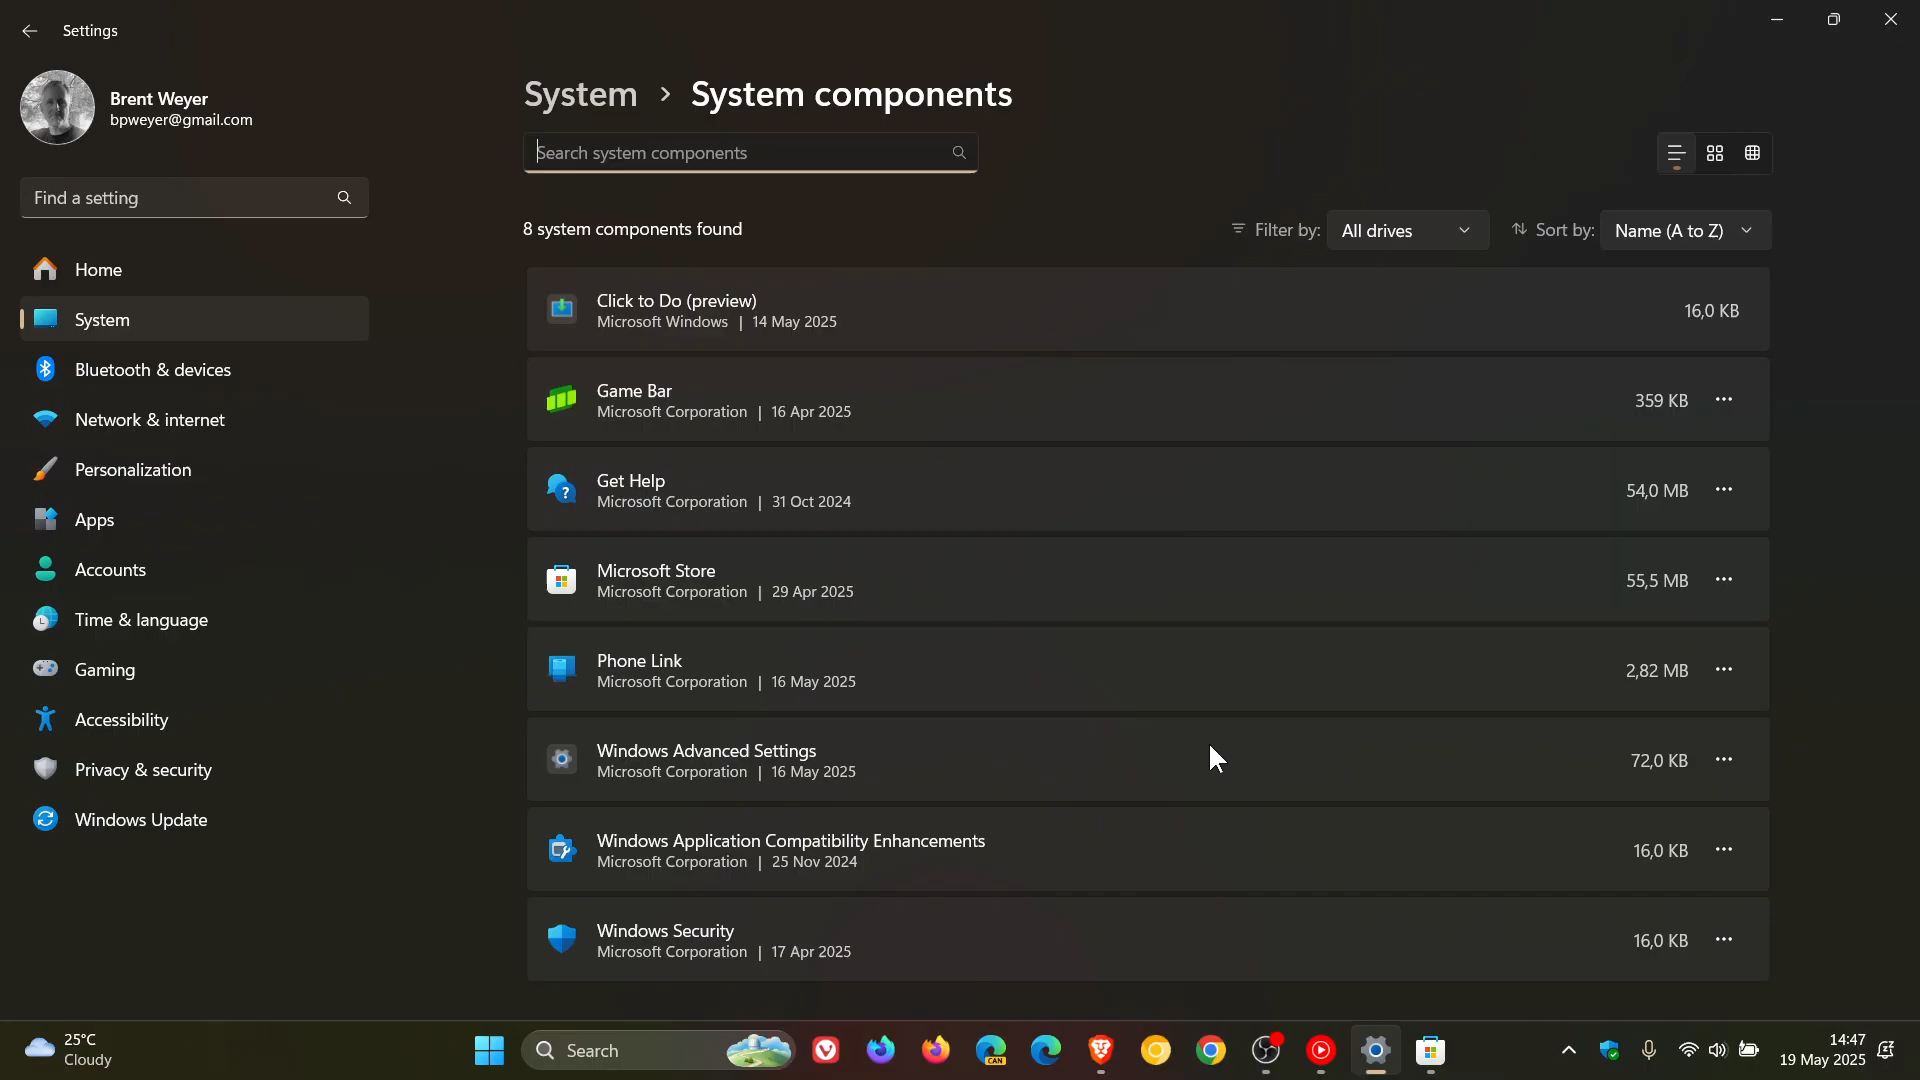 Settings
Brent Weyer
bpweyer@gmail.com
Find a setting
Home
System
Bluetooth & devices
Network & internet
Personalization
Apps
Accounts
Time & language
Gaming
Accessibility
Privacy & security
Windows Update
System > System components
Search system components
8 system components found
Filter by: All drives
Sort by: Name (A to Z)
Click to Do (preview)
Microsoft Windows | 14 May 2025
16,0 KB
Game Bar
Microsoft Corporation | 16 Apr 2025
359 KB
Get Help
Microsoft Corporation | 31 Oct 2024
54,0 MB
Microsoft Store
Microsoft Corporation | 29 Apr 2025
55,5 MB
Phone Link
Microsoft Corporation | 16 May 2025
2,82 MB
Windows Advanced Settings
Microsoft Corporation | 16 May 2025
72,0 KB
Windows Application Compatibility Enhancements
Microsoft Corporation | 25 Nov 2024
16,0 KB
Windows Security
Microsoft Corporation | 17 Apr 2025
16,0 KB
25°C
Cloudy
Search
CAN
14:47
19 May 2025